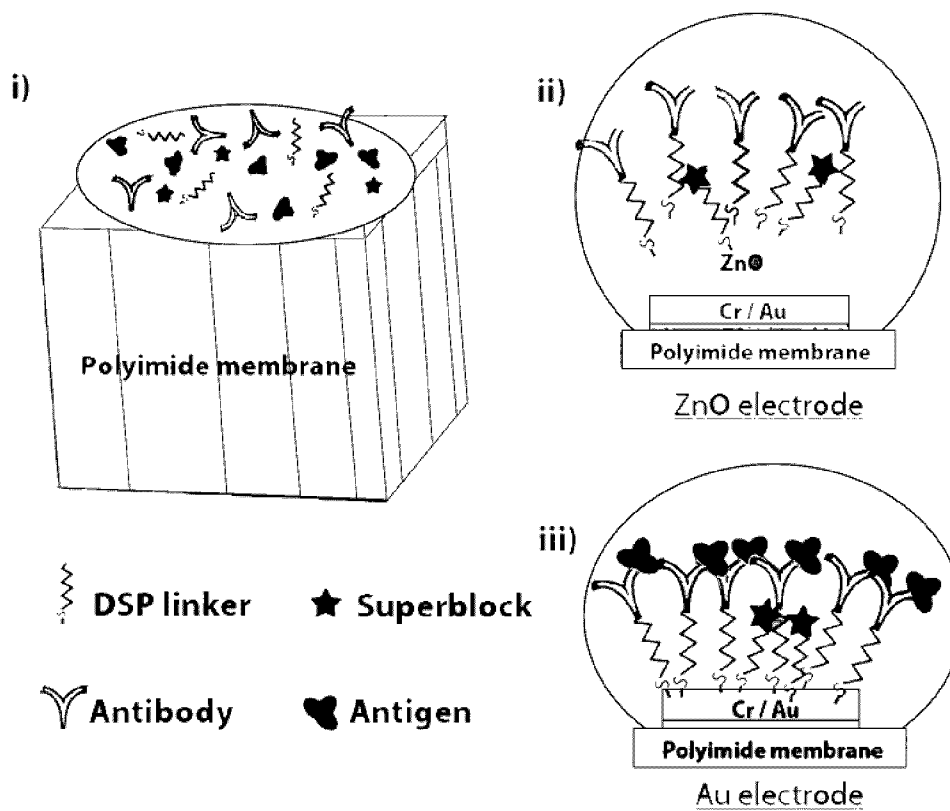 i)
Polyimide membrane
DSP linker
Superblock
Antibody
Antigen
ii)
ZnO
Cr / Au
Polyimide membrane
ZnO electrode
iii)
Cr / Au
Polyimide membrane
Au electrode